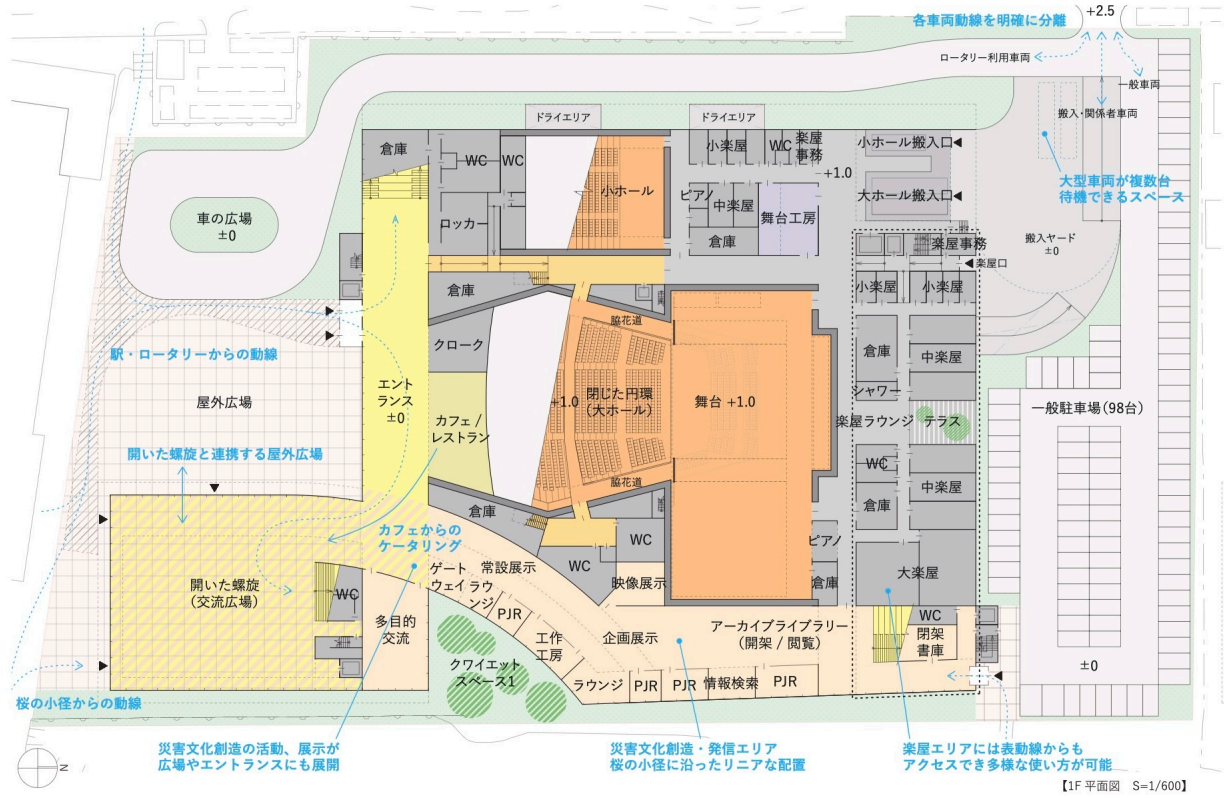 各車両動線を明確に分離
+2.5
ロータリー利用車両
一般車両
搬入・関係者車両
大型車両が複数台
待機できるスペース
搬入ヤード
±0
ドライエリア
ドライエリア
倉庫
WC
WC
小ホール
小楽屋
WC
楽屋
事務
+1.0
小ホール搬入口
大ホール搬入口
ピアノ
中楽屋
舞台工房
倉庫
ロッカー
車の広場
±0
楽屋事務
楽屋口
小楽屋
小楽屋
倉庫
クローク
脇花道
倉庫
中楽屋
シャワー
駅・ロータリーからの動線
屋外広場
エント
ランス
±0
カフェ /
レストラン
+1.0
閉じた円環
(大ホール)
舞台 +1.0
楽屋ラウンジ
テラス
一般駐車場(98台)
開いた螺旋と連携する屋外広場
脇花道
WC
中楽屋
倉庫
倉庫
カフェからの
ケータリング
WC
WC
ピアノ
倉庫
大楽屋
開いた螺旋
(交流広場)
WC
ゲート
ウェイラウ
ンジ
常設展示
映像展示
多目的
交流
PJR
工作
工房
企画展示
アーカイブライブラリー
(開架 / 閲覧)
WC
閉架
書庫
クワイエット
スペース1
ラウンジ
PJR
PJR
情報検索
PJR
±0
桜の小径からの動線
災害文化創造の活動、展示が
広場やエントランスにも展開
災害文化創造・発信エリア
桜の小径に沿ったリニアな配置
楽屋エリアには表動線からも
アクセスでき多様な使い方が可能
N
【1F 平面図 S=1/600】